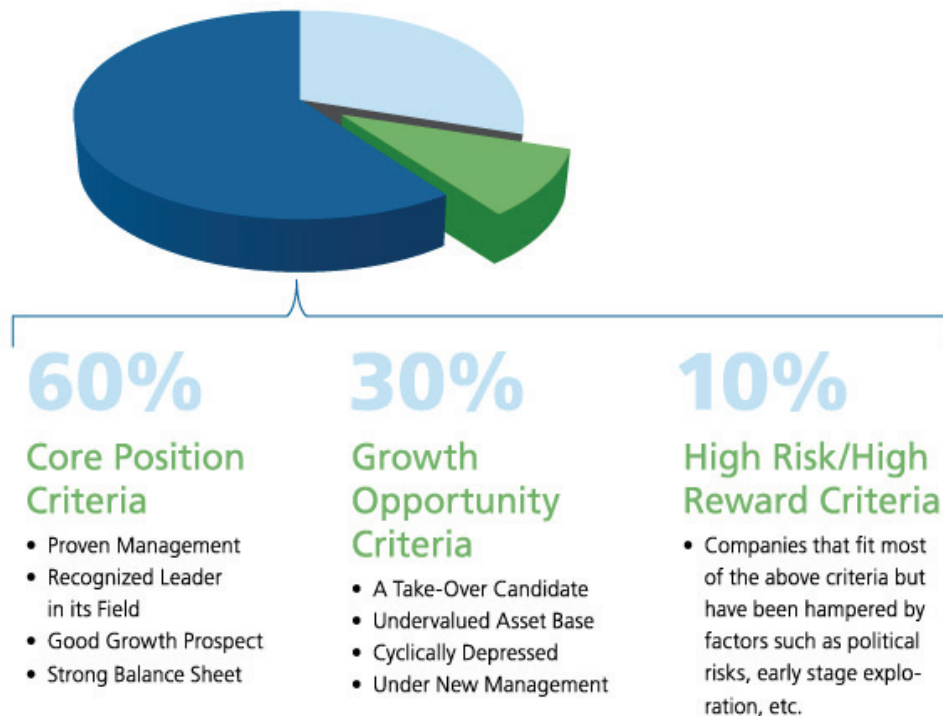 60%
Core Position
Criteria
• Proven Management
• Recognized Leader
in its Field
• Good Growth Prospect
• Strong Balance Sheet
30%
Growth
Opportunity
Criteria
• A Take-Over Candidate
• Undervalued Asset Base
• Cyclically Depressed
• Under New Management
10%
High Risk/High
Reward Criteria
• Companies that fit most
of the above criteria but
have been hampered by
factors such as political
risks, early stage explo-
ration, etc.